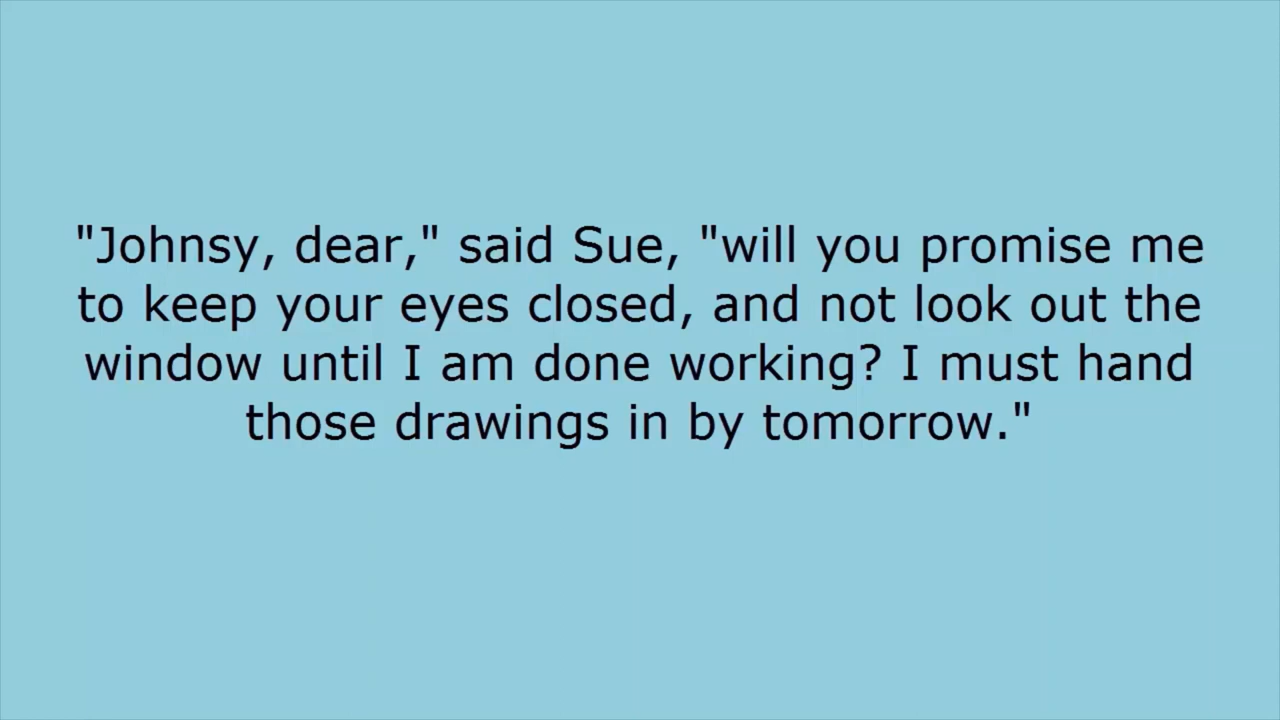 "Johnsy, dear," said Sue, "will you promise me
to keep your eyes closed, and not look out the
window until I am done working? I must hand
those drawings in by tomorrow."